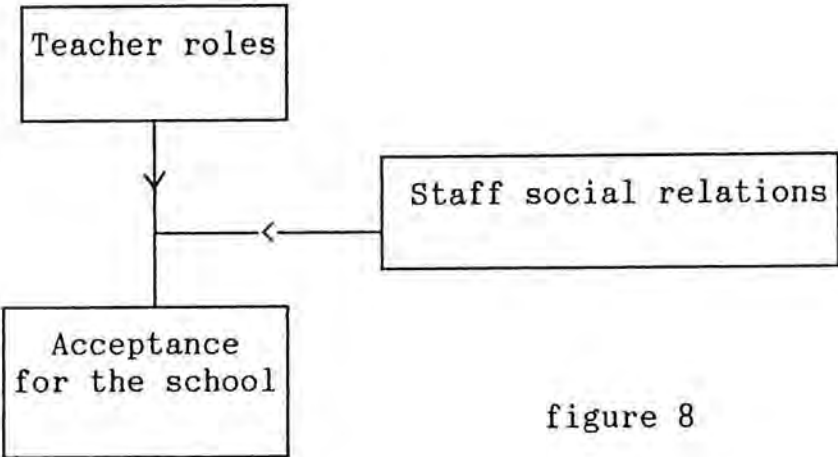 Teacher roles
Staff social relations
Acceptance
for the school
figure 8